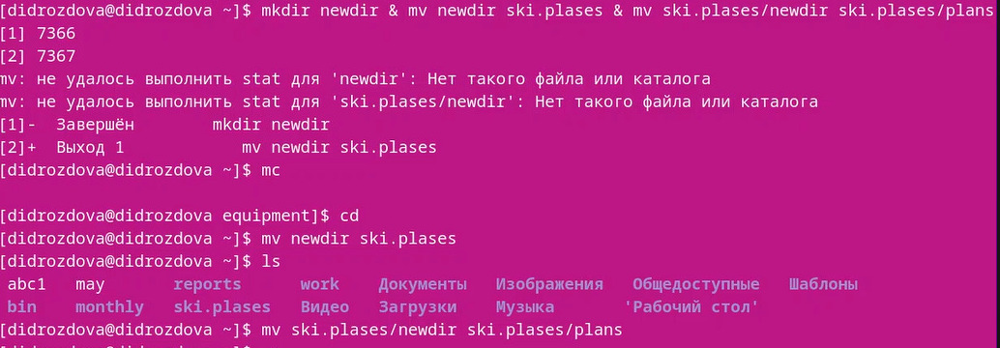 [didrozdova@didrozdova ~]$ mkdir newdir & mv newdir ski.plases & mv ski.plases/newdir ski.plases/plans
[1] 7366
[2] 7367
mv: не удалось выполнить stat для 'newdir': Нет такого файла или каталога
mv: не удалось выполнить stat для 'ski.plases/newdir': Нет такого файла или каталога
[1]-  Завершён        mkdir newdir
[2]+  Выход 1            mv newdir ski.plases
[didrozdova@didrozdova ~]$ mc
[didrozdova@didrozdova equipment]$ cd
[didrozdova@didrozdova ~]$ mv newdir ski.plases
[didrozdova@didrozdova ~]$ ls
abc1   may       reports      work    Документы   Изображения   Общедоступные   Шаблоны
bin    monthly   ski.plases   Видео   Загрузки    Музыка       'Рабочий стол'
[didrozdova@didrozdova ~]$ mv ski.plases/newdir ski.plases/plans